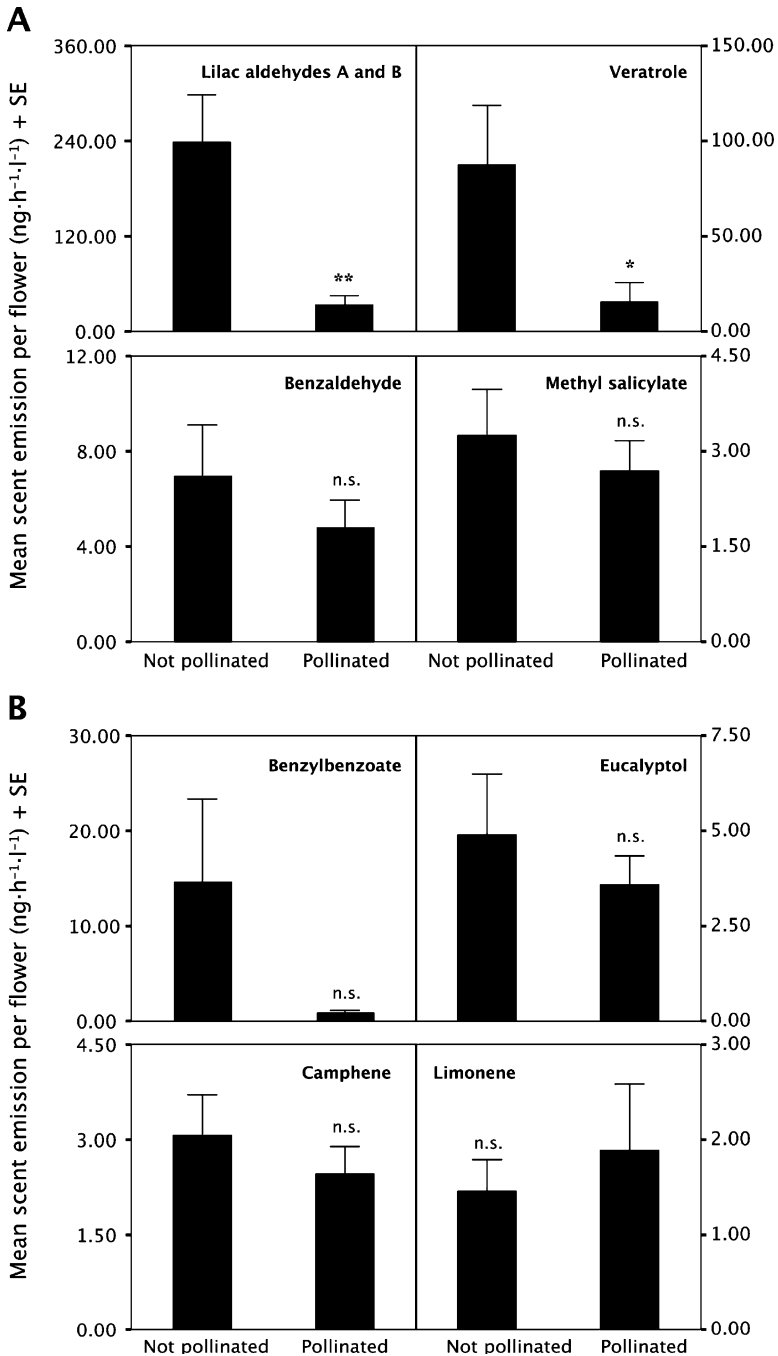 A
Mean scent emission per flower (ng·h⁻¹·l⁻¹) + SE
360.00
240.00
120.00
0.00
Lilac aldehydes A and B
**
Veratrole
*
150.00
100.00
50.00
0.00
12.00
8.00
4.00
0.00
Benzaldehyde
n.s.
Methyl salicylate
n.s.
4.50
3.00
1.50
0.00
Not pollinated Pollinated Not pollinated Pollinated
B
Mean scent emission per flower (ng·h⁻¹·l⁻¹) + SE
30.00
20.00
10.00
0.00
Benzylbenzoate
n.s.
Eucalyptol
n.s.
7.50
5.00
2.50
0.00
4.50
3.00
1.50
0.00
Camphene
n.s.
Limonene
n.s.
3.00
2.00
1.00
0.00
Not pollinated Pollinated Not pollinated Pollinated